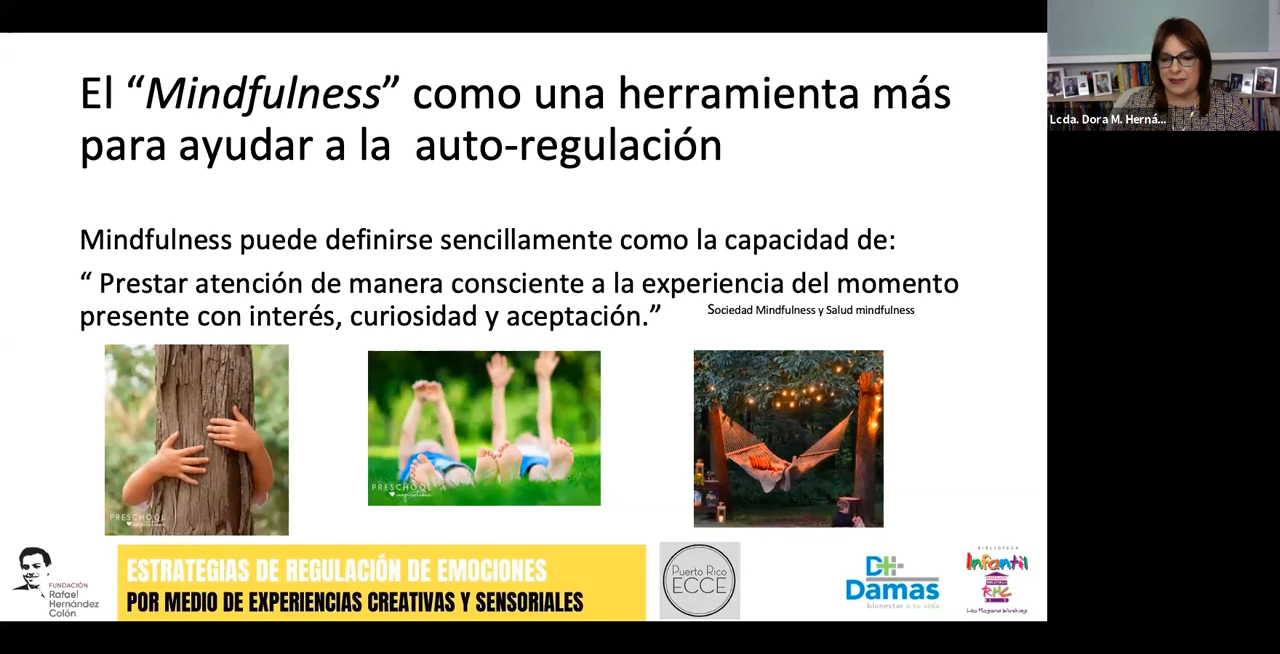 El “Mindfulness” como una herramienta más
para ayudar a la auto-regulación
Mindfulness puede definirse sencillamente como la capacidad de:
“ Prestar atención de manera consciente a la experiencia del momento
presente con interés, curiosidad y aceptación.”
Sociedad Mindfulness y Salud mindfulness
Lcda. Dora M. Herná...
PRESCHOOL
PRESCHOOL
FUNDACIÓN
Rafael
Hernández
Colón
ESTRATEGIAS DE REGULACIÓN DE EMOCIONES
POR MEDIO DE EXPERIENCIAS CREATIVAS Y SENSORIALES
Puerto Rico
ECCE
D+
Damas
bienestar a tu vida
BIBLIOTECA
Infantil
RHC